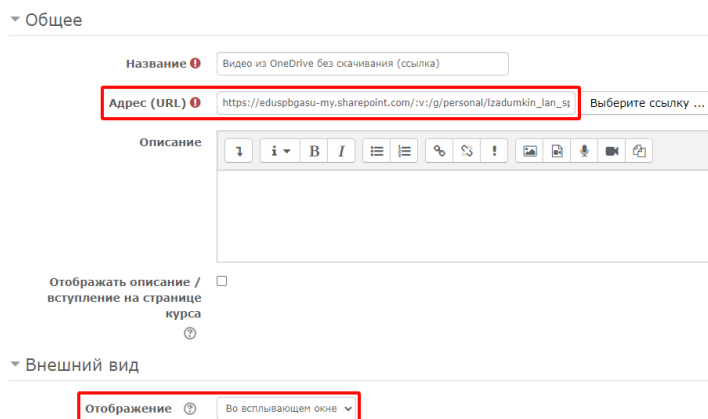 Общее
Название
Видео из OneDrive без скачивания (ссылка)
Адрес (URL)
https://eduspbgasu-my.sharepoint.com/:v:/g/personal/lzadumkin_lan_sp
Выберите ссылку ...
Описание
B I
Отображать описание /
вступление на странице
курса
Внешний вид
Отображение
Во всплывающем окне